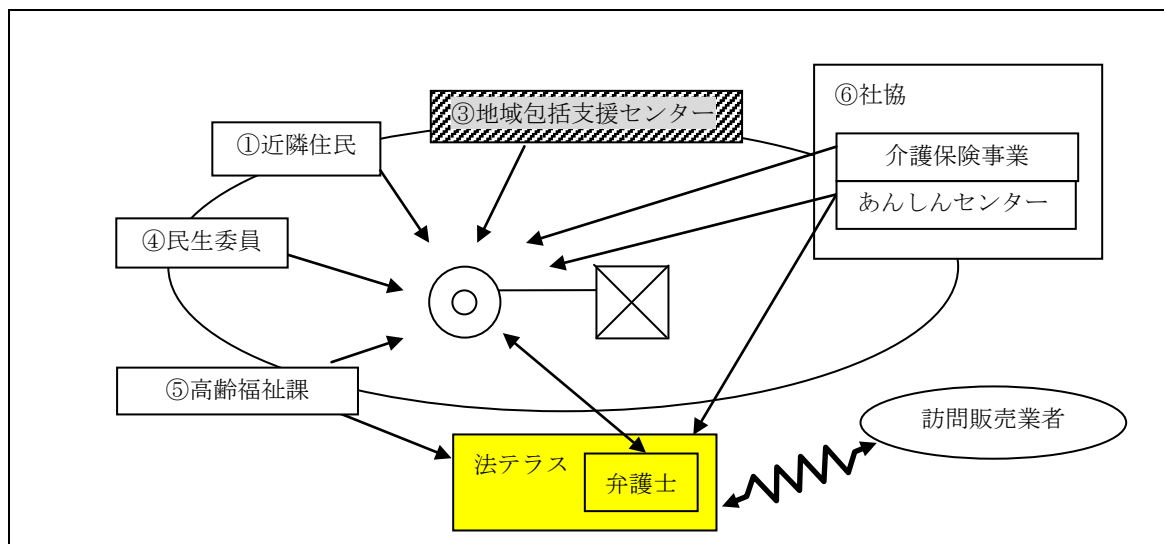 ③地域包括支援センター
⑥社協
①近隣住民
介護保険事業
あんしんセンター
④民生委員
⑤高齢福祉課
訪問販売業者
法テラス
弁護士